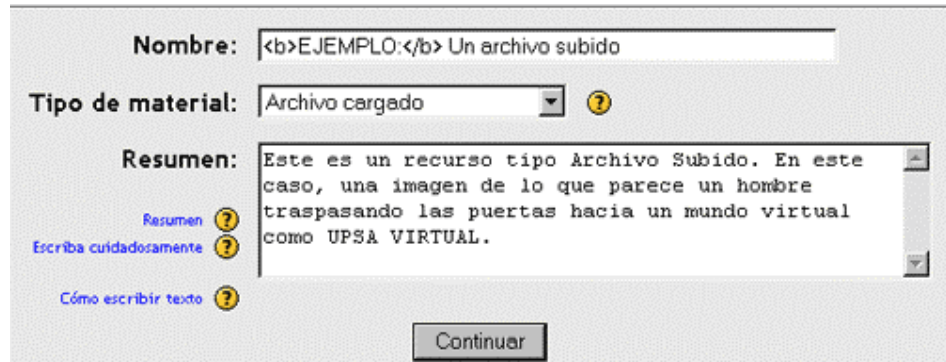 Nombre: <b>EJEMPLO:</b> Un archivo subido
Tipo de material: Archivo cargado ?
Resumen: Este es un recurso tipo Archivo Subido. En este
caso, una imagen de lo que parece un hombre
traspasando las puertas hacia un mundo virtual
como UPSA VIRTUAL.
Resumen ?
Escriba cuidadosamente ?
Cómo escribir texto ?
Continuar